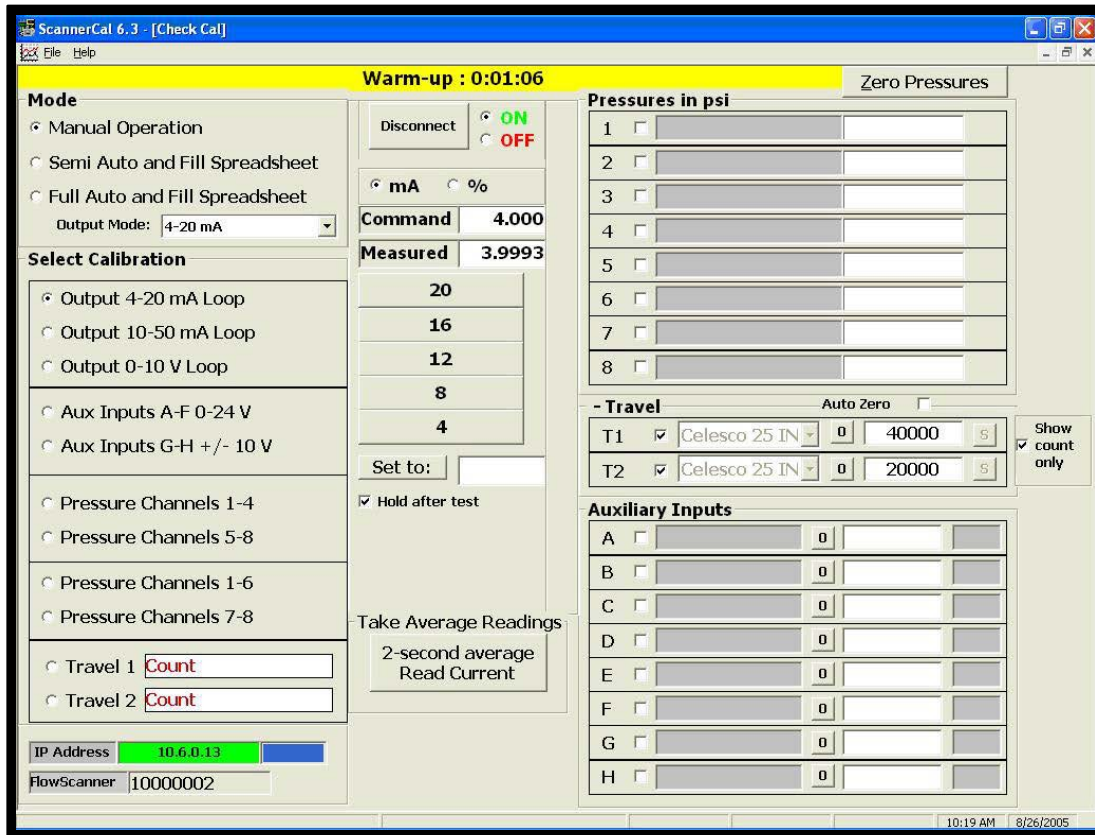 ScannerCal 6.3 - [Check Cal]
File Help
Warm-up : 0:01:06
Zero Pressures
Mode
Manual Operation
Semi Auto and Fill Spreadsheet
Full Auto and Fill Spreadsheet
Output Mode: 4-20 mA
Select Calibration
Output 4-20 mA Loop
Output 10-50 mA Loop
Output 0-10 V Loop
Aux Inputs A-F 0-24 V
Aux Inputs G-H +/- 10 V
Pressure Channels 1-4
Pressure Channels 5-8
Pressure Channels 1-6
Pressure Channels 7-8
Travel 1 Count
Travel 2 Count
IP Address 10.6.0.13
FlowScanner 10000002
Disconnect
ON
OFF
mA %
Command 4.000
Measured 3.9993
20
16
12
8
4
Set to:
Hold after test
Take Average Readings
2-second average
Read Current
Pressures in psi
1
2
3
4
5
6
7
8
- Travel Auto Zero
T1 Celesco 25 IN 0 40000 S
T2 Celesco 25 IN 0 20000 S
Show
count
only
Auxiliary Inputs
A 0
B 0
C 0
D 0
E 0
F 0
G 0
H 0
10:19 AM 8/26/2005